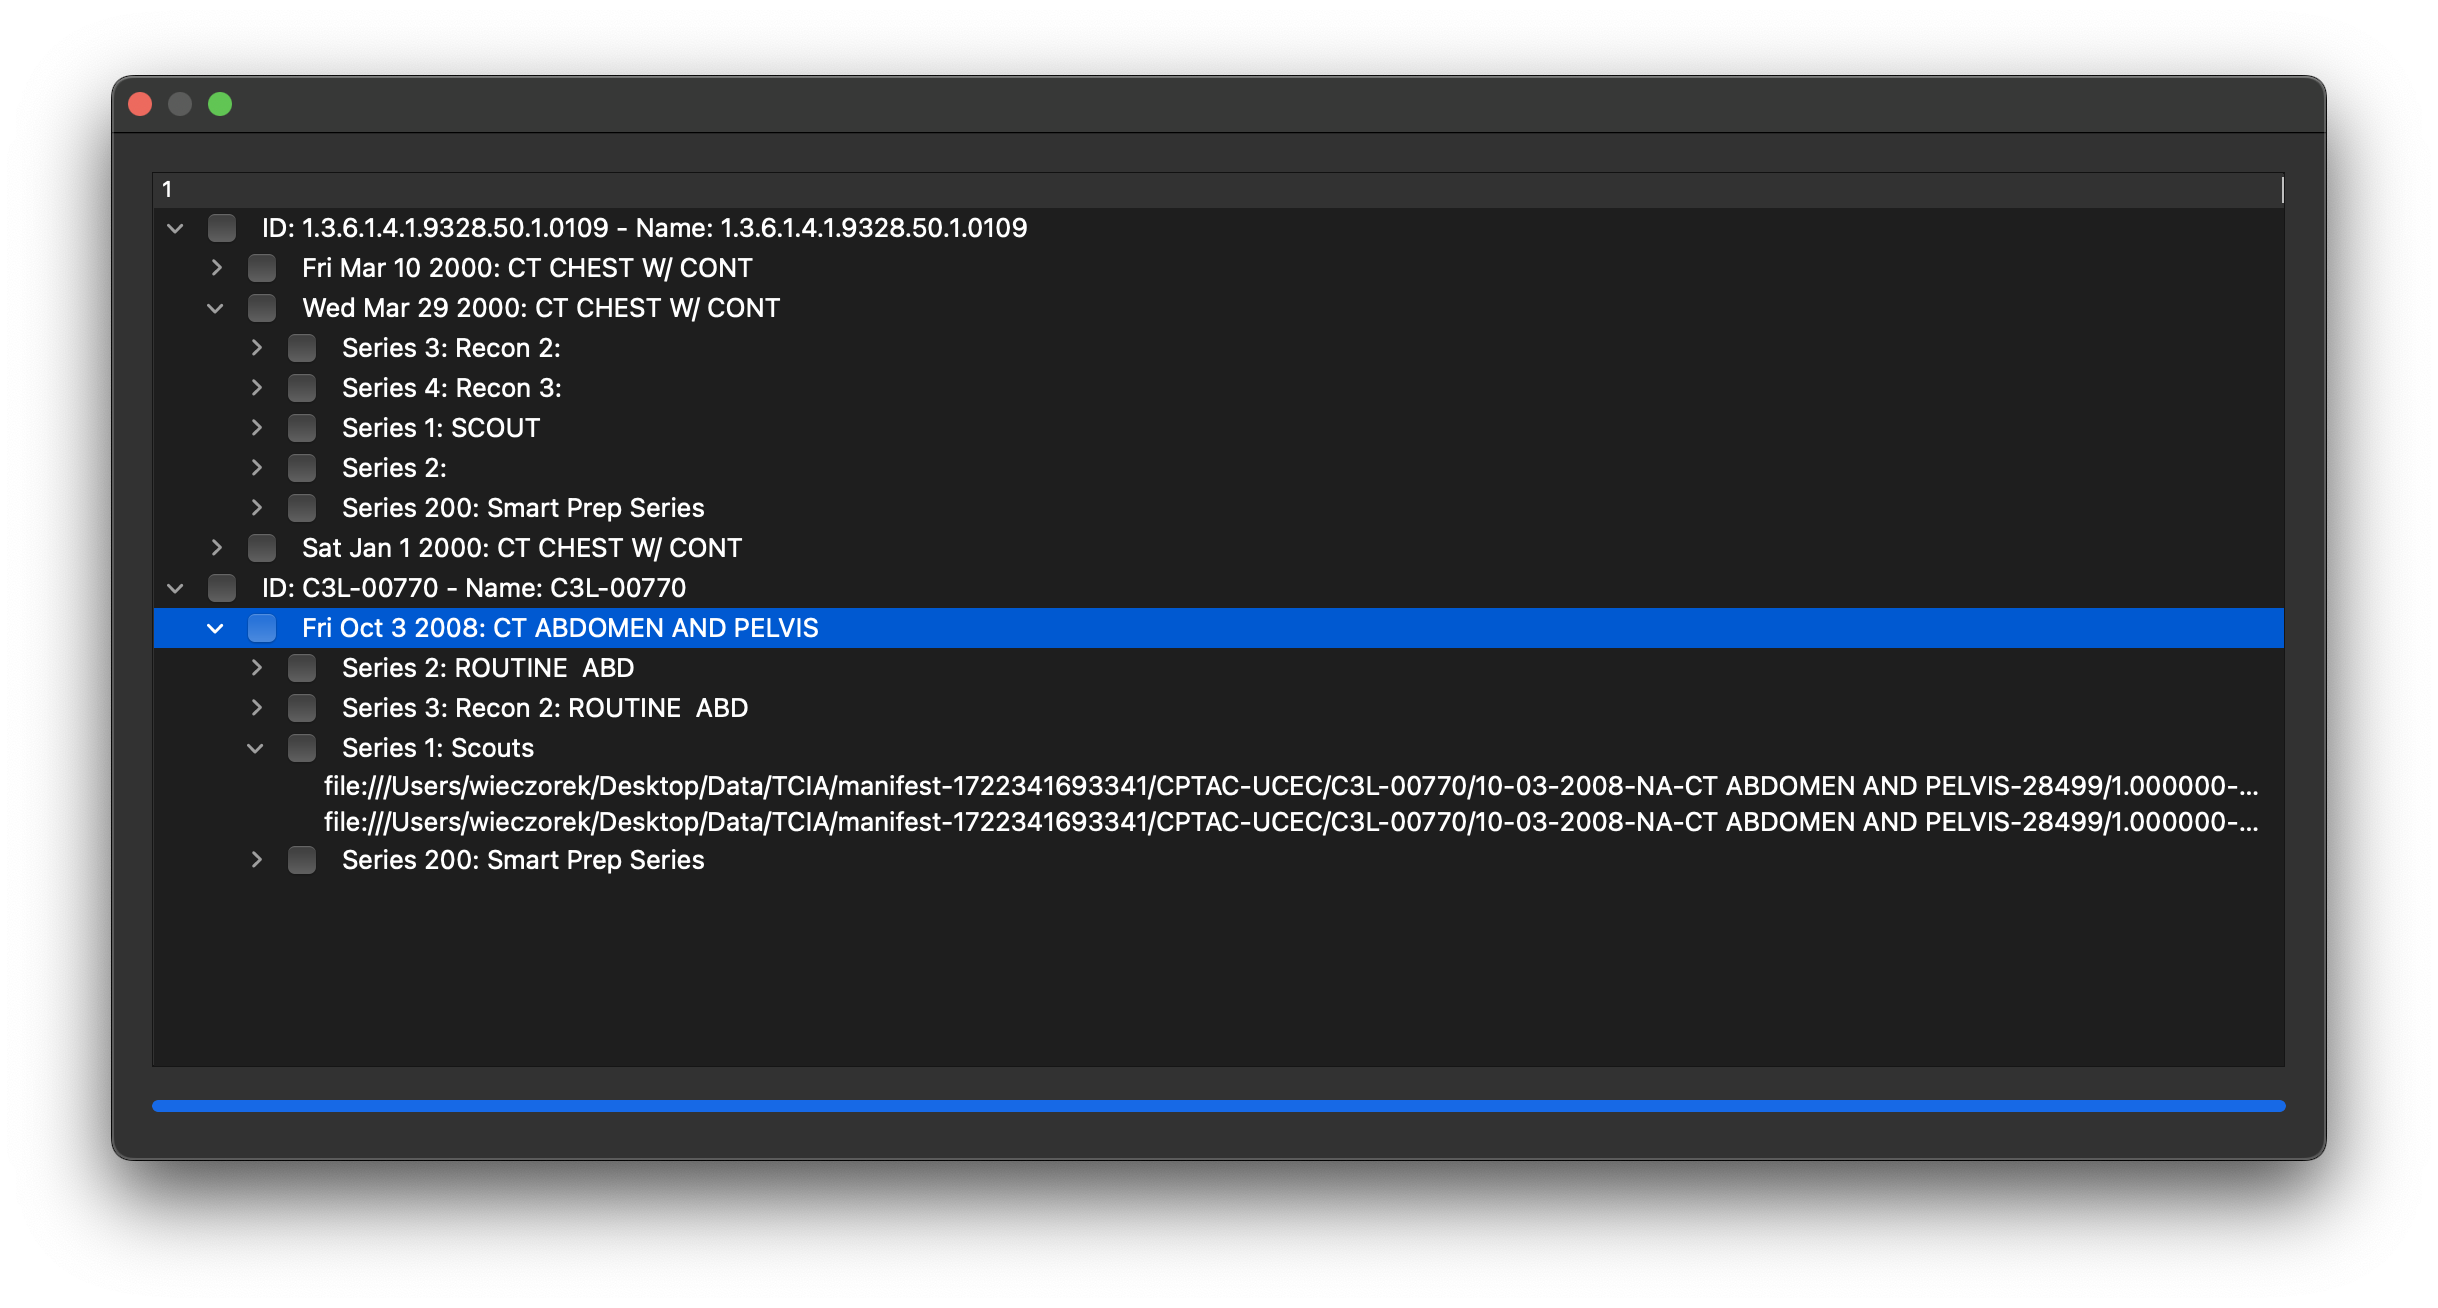 1
ID: 1.3.6.1.4.1.9328.50.1.0109 - Name: 1.3.6.1.4.1.9328.50.1.0109
Fri Mar 10 2000: CT CHEST W/ CONT
Wed Mar 29 2000: CT CHEST W/ CONT
Series 3: Recon 2:
Series 4: Recon 3:
Series 1: SCOUT
Series 2:
Series 200: Smart Prep Series
Sat Jan 1 2000: CT CHEST W/ CONT
ID: C3L-00770 - Name: C3L-00770
Fri Oct 3 2008: CT ABDOMEN AND PELVIS
Series 2: ROUTINE  ABD
Series 3: Recon 2: ROUTINE  ABD
Series 1: Scouts
file:///Users/wieczorek/Desktop/Data/TCIA/manifest-1722341693341/CPTAC-UCEC/C3L-00770/10-03-2008-NA-CT ABDOMEN AND PELVIS-28499/1.000000-...
file:///Users/wieczorek/Desktop/Data/TCIA/manifest-1722341693341/CPTAC-UCEC/C3L-00770/10-03-2008-NA-CT ABDOMEN AND PELVIS-28499/1.000000-...
Series 200: Smart Prep Series